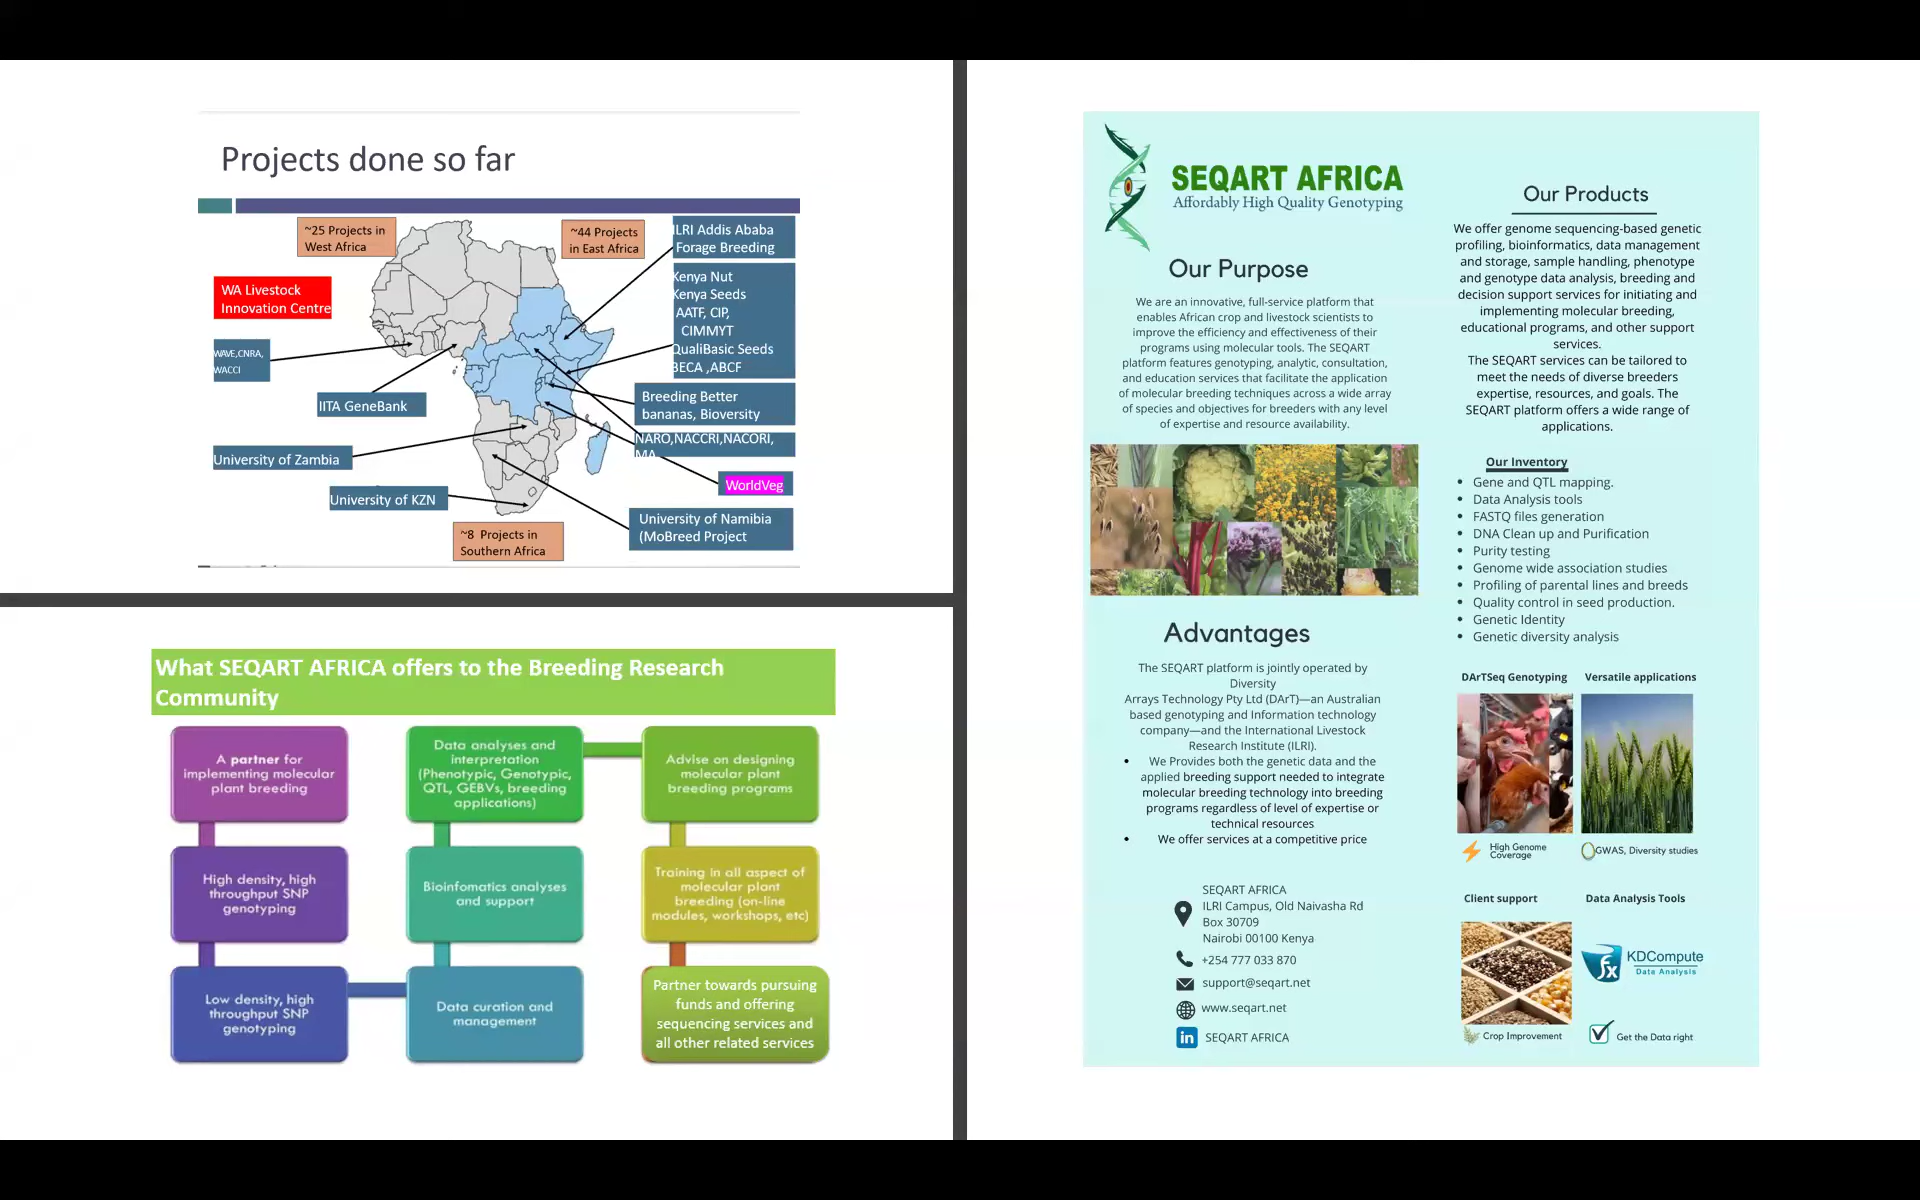 Projects done so far
~25 Projects in
West Africa
~44 Projects
in East Africa
ILRI Addis Ababa
Forage Breeding
WA Livestock
Innovation Centre
Kenya Nut
Kenya Seeds
AATF, CIP,
CIMMYT
QualiBasic Seeds
BECA ,ABCF
WAVE,CNRA,
WACCI
IITA GeneBank
Breeding Better
bananas, Bioversity
NARO,NACCRI,NACORI,
MA
University of Zambia
WorldVeg
University of KZN
University of Namibia
(MoBreed Project
~8 Projects in
Southern Africa
What SEQART AFRICA offers to the Breeding Research
Community
A partner for
implementing molecular
plant breeding
High density, high
throughput SNP
genotyping
Low density, high
throughput SNP
genotyping
Data analyses and
interpretation
(Phenotypic, Genotypic,
QTL, GEBVs, breeding
applications)
Bioinfomatics analyses
and support
Data curation and
management
Advise on designing
molecular plant
breeding programs
Training in all aspect of
molecular plant
breeding (on-line
modules, workshops, etc)
Partner towards pursuing
funds and offering
sequencing services and
all other related services
SEQART AFRICA
Affordably High Quality Genotyping
Our Purpose
We are an innovative, full-service platform that
enables African crop and livestock scientists to
improve the efficiency and effectiveness of their
programs using molecular tools. The SEQART
platform features genotyping, analytic, consultation,
and education services that facilitate the application
of molecular breeding techniques across a wide array
of species and objectives for breeders with any level
of expertise and resource availability.
Advantages
The SEQART platform is jointly operated by
Diversity
Arrays Technology Pty Ltd (DArT)—an Australian
based genotyping and Information technology
company—and the International Livestock
Research Institute (ILRI).
• We Provides both the genetic data and the
applied breeding support needed to integrate
molecular breeding technology into breeding
programs regardless of level of expertise or
technical resources
• We offer services at a competitive price
SEQART AFRICA
ILRI Campus, Old Naivasha Rd
Box 30709
Nairobi 00100 Kenya
+254 777 033 870
support@seqart.net
www.seqart.net
in SEQART AFRICA
Our Products
We offer genome sequencing-based genetic
profiling, bioinformatics, data management
and storage, sample handling, phenotype
and genotype data analysis, breeding and
decision support services for initiating and
implementing molecular breeding,
educational programs, and other support
services.
The SEQART services can be tailored to
meet the needs of diverse breeders
expertise, resources, and goals. The
SEQART platform offers a wide range of
applications.
Our Inventory
• Gene and QTL mapping.
• Data Analysis tools
• FASTQ files generation
• DNA Clean up and Purification
• Purity testing
• Genome wide association studies
• Profiling of parental lines and breeds
• Quality control in seed production.
• Genetic Identity
• Genetic diversity analysis
DArTSeq Genotyping
Versatile applications
High Genome
Coverage
GWAS, Diversity studies
Client support
Data Analysis Tools
fx KDCompute
Data Analysis
Crop Improvement
Get the Data right